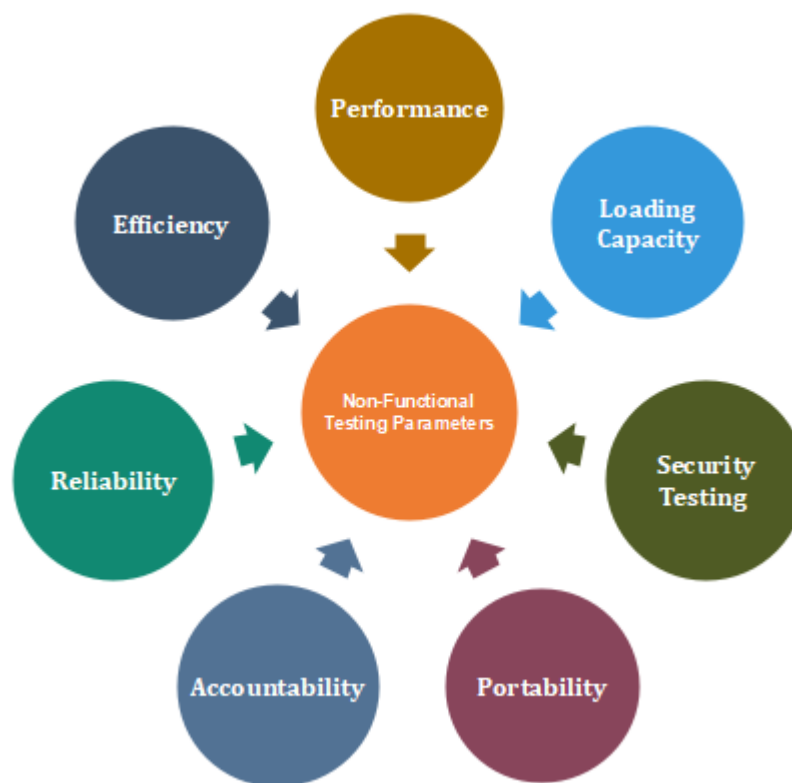 Performance
Efficiency
Loading
Capacity
Non-Functional
Testing Parameters
Reliability
Security
Testing
Accountability
Portability